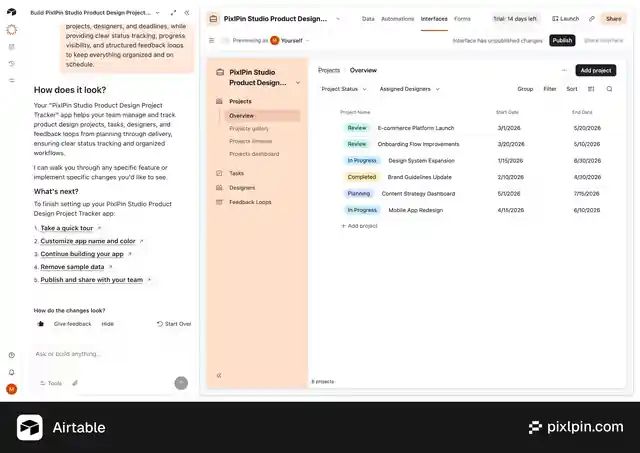 Build PixlPin Studio Product Design Project...
projects, designers, and deadlines, while
providing clear status tracking, progress
visibility, and structured feedback loops
to keep everything organized and on
schedule.
How does it look?
Your "PixlPin Studio Product Design Project
Tracker" app helps your team manage and track
product design projects, tasks, designers, and
feedback loops from planning through delivery,
ensuring clear status tracking and organized
workflows.
I can walk you through any specific feature or
implement specific changes you'd like to see.
What's next?
To finish setting up your PixlPin Studio Product
Design Project Tracker app:
1. Take a quick tour ↗
2. Customize app name and color ↗
3. Continue building your app ↗
4. Remove sample data ↗
5. Publish and share with your team ↗
How do the changes look?
Give feedback Hide Start Over
Ask or build anything...
Tools
M
PixlPin Studio Product Design...
Data Automations Interfaces Forms
Trial: 14 days left
Launch
Share
Previewing as M Yourself
Interface has unpublished changes
Publish
Share interface
PixlPin Studio
Product Design...
Projects
Overview
Projects gallery
Projects timeline
Projects dashboard
Tasks
Designers
Feedback Loops
Projects Overview
... Add project
Project Status Assigned Designers Group Filter Sort
Project Name Start Date End Date
Review E-commerce Platform Launch 3/1/2026 5/20/2026
Review Onboarding Flow Improvements 3/20/2026 5/10/2026
In Progress Design System Expansion 1/15/2026 6/30/2026
Completed Brand Guidelines Update 2/10/2026 4/30/2026
Planning Content Strategy Dashboard 5/1/2026 7/15/2026
In Progress Mobile App Redesign 4/15/2026 6/10/2026
+ Add project
6 projects
Airtable
pixlpin.com